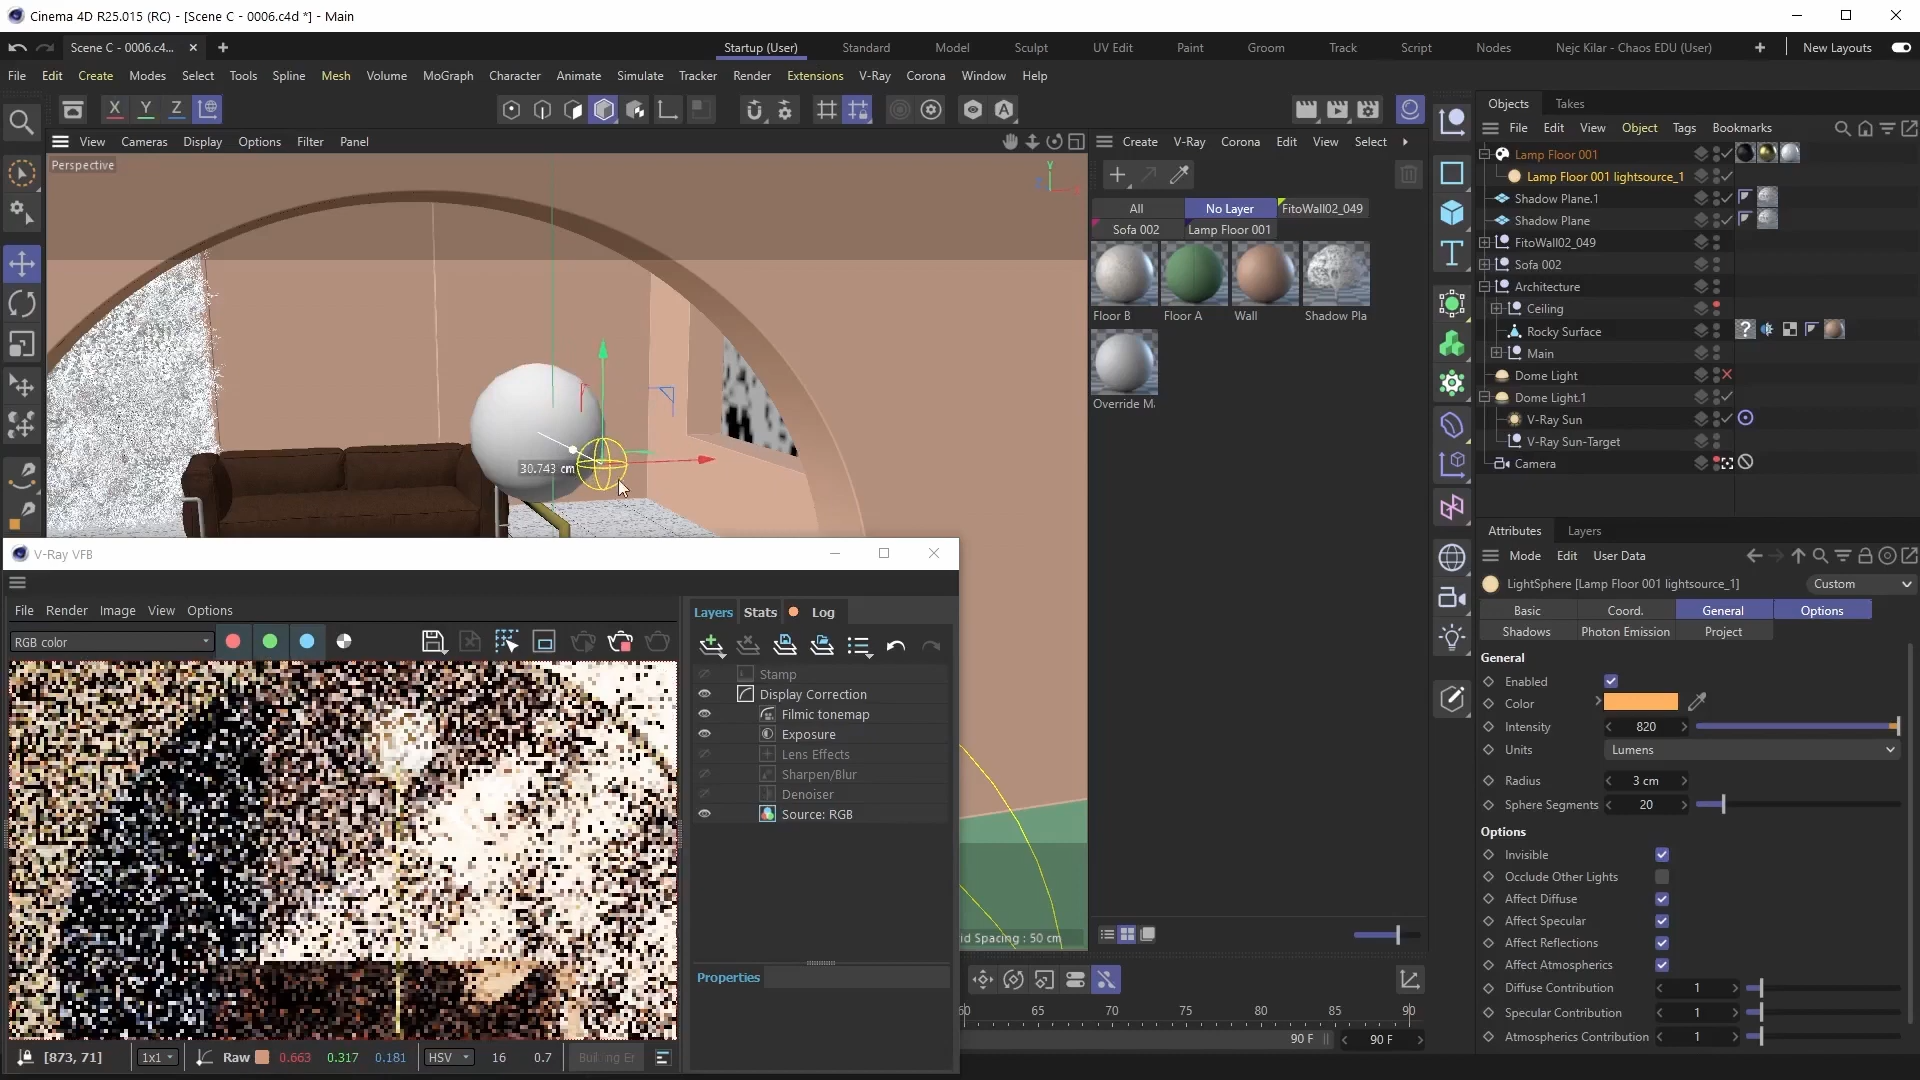 Cinema 4D R25.015 (RC) - [Scene C - 0006.c4d *] - Main
Scene C - 0006.c4... × +
Startup (User) Standard Model Sculpt UV Edit Paint Groom Track Script Nodes Nejc Kilar - Chaos EDU (User) + New Layouts
File Edit Create Modes Select Tools Spline Mesh Volume MoGraph Character Animate Simulate Tracker Render Extensions V-Ray Corona Window Help
X Y Z
View Cameras Display Options Filter Panel
Perspective
Y
30.743 cm
id Spacing : 50 cm
Create V-Ray Corona Edit View Select
All No Layer FitoWall02_049
Sofa 002 Lamp Floor 001
Floor B Floor A Wall Shadow Pla
Override M
Objects Takes
File Edit View Object Tags Bookmarks
Lamp Floor 001
Lamp Floor 001 lightsource_1
Shadow Plane.1
Shadow Plane
FitoWall02_049
Sofa 002
Architecture
Ceiling
Rocky Surface
Main
Dome Light
Dome Light.1
V-Ray Sun
V-Ray Sun-Target
Camera
Attributes Layers
Mode Edit User Data
LightSphere [Lamp Floor 001 lightsource_1] Custom
Basic Coord. General Options
Shadows Photon Emission Project
General
Enabled
Color
Intensity 820
Units Lumens
Radius 3 cm
Sphere Segments 20
Options
Invisible
Occlude Other Lights
Affect Diffuse
Affect Specular
Affect Reflections
Affect Atmospherics
Diffuse Contribution 1
Specular Contribution 1
Atmospherics Contribution 1
V-Ray VFB
File Render Image View Options
RGB color
Layers Stats Log
Stamp
Display Correction
Filmic tonemap
Exposure
Lens Effects
Sharpen/Blur
Denoiser
Source: RGB
Properties
[873, 71] 1x1 Raw 0.663 0.317 0.181 HSV 16 0.7
60 65 70 75 80 85 90
90 F 90 F